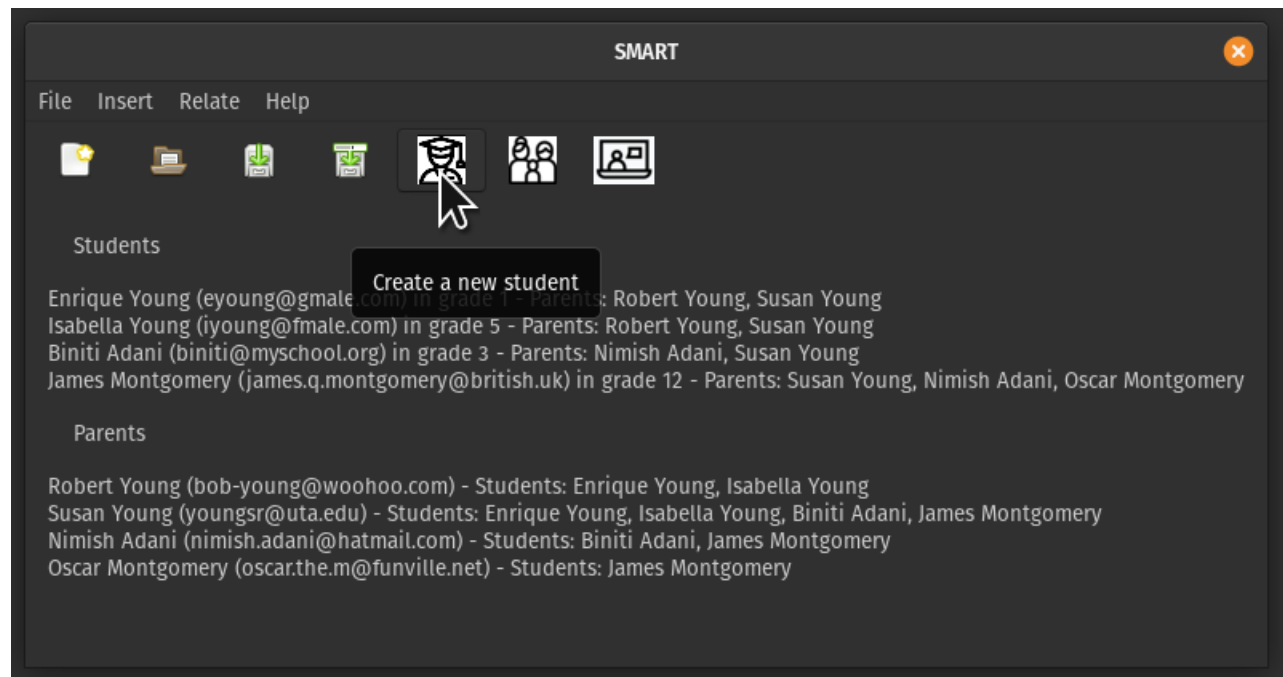 SMART
File Insert Relate Help
Students
Create a new student
Enrique Young (eyoung@gmale.com) in grade 1 - Parents: Robert Young, Susan Young
Isabella Young (iyoung@fmale.com) in grade 5 - Parents: Robert Young, Susan Young
Biniti Adani (biniti@myschool.org) in grade 3 - Parents: Nimish Adani, Susan Young
James Montgomery (james.q.montgomery@british.uk) in grade 12 - Parents: Susan Young, Nimish Adani, Oscar Montgomery
Parents
Robert Young (bob-young@woohoo.com) - Students: Enrique Young, Isabella Young
Susan Young (youngsr@uta.edu) - Students: Enrique Young, Isabella Young, Biniti Adani, James Montgomery
Nimish Adani (nimish.adani@hatmail.com) - Students: Biniti Adani, James Montgomery
Oscar Montgomery (oscar.the.m@funville.net) - Students: James Montgomery